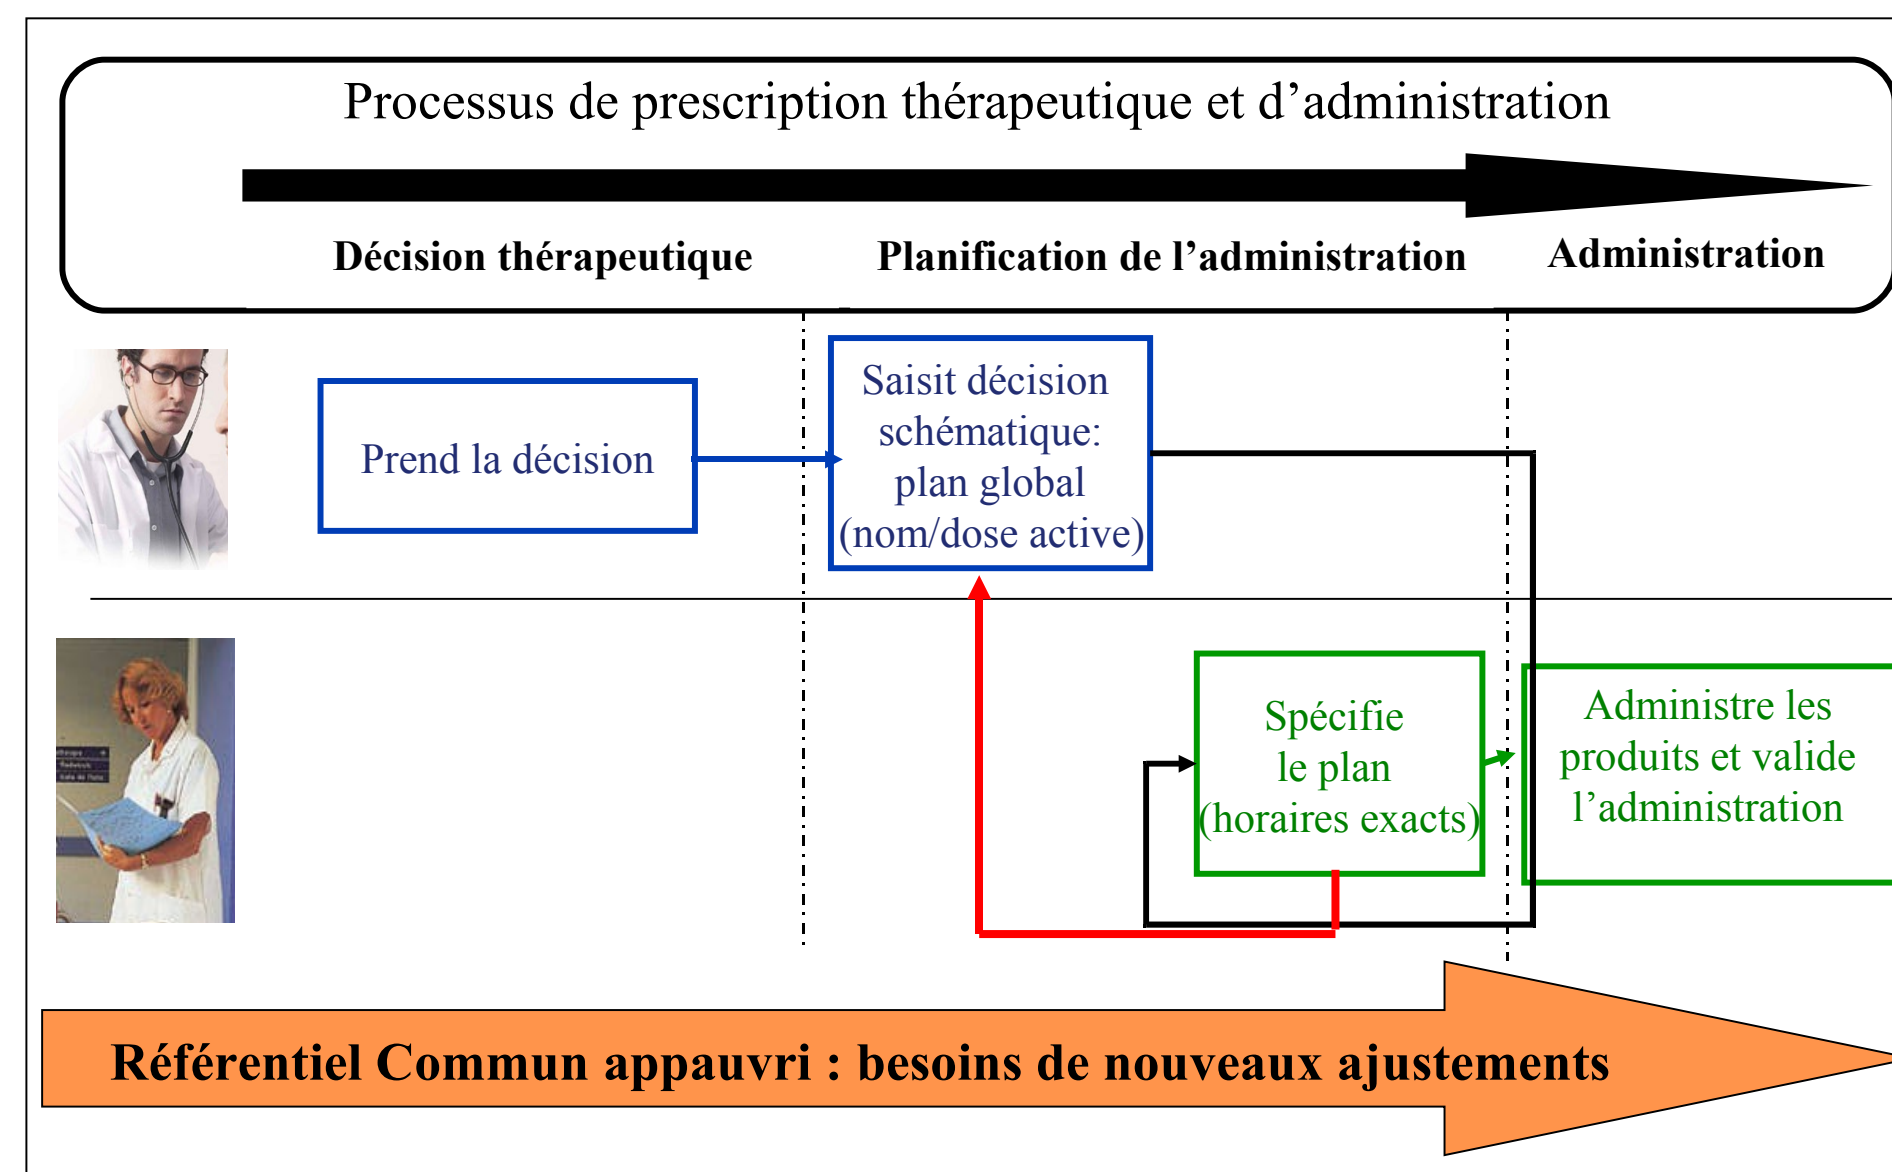 Processus de prescription thérapeutique et d’administration
Décision thérapeutique
Planification de l’administration
Administration
Prend la décision
Saisit décision
schématique:
plan global
(nom/dose active)
Spécifie
le plan
(horaires exacts)
Administre les
produits et valide
l’administration
Référentiel Commun appauvri : besoins de nouveaux ajustements